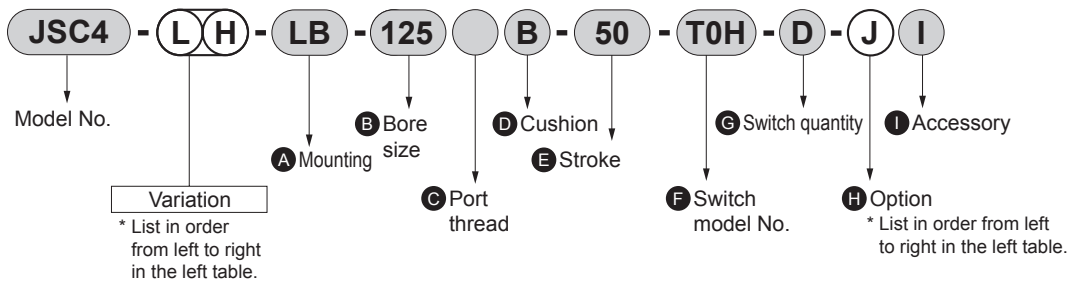 JSC4 - L H - LB - 125 B - 50 - T0H - D - J I
Model No.
Variation
* List in order
from left to right
in the left table.
A Mounting
B Bore
size
C Port
thread
D Cushion
E Stroke
F Switch
model No.
G Switch quantity
H Option
* List in order from left
to right in the left table.
I Accessory